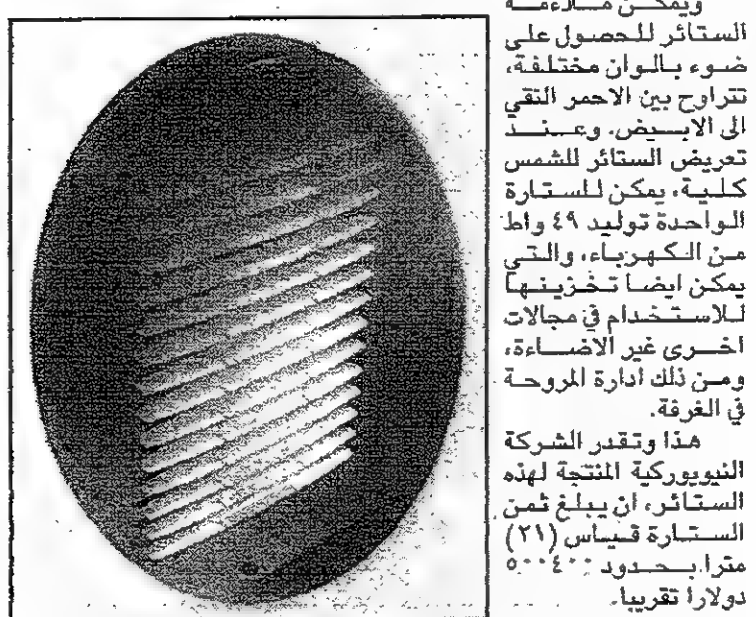 ويمكن ملاءمة
الستائر للحصول على
ضوء بالوان مختلفة،
تتراوح بين الاحمر النقي
الى الابيض. وعند
تعريض الستائر للشمس
كلية، يمكن للستارة
الواحدة توليد ٤٩ واط
من الكهرباء، والتي
يمكن ايضا تخزينها
للاستخدام في مجالات
اخرى غير الاضاءة،
ومن ذلك ادارة المروحة
في الغرفة.
هذا وتقدر الشركة
النيويوركية المنتجة لهذه
الستائر، ان يبلغ ثمن
الستارة قياس (٢١)
مترا بحدود ٤٠٠-٥٠٠
دولارا تقريبا.